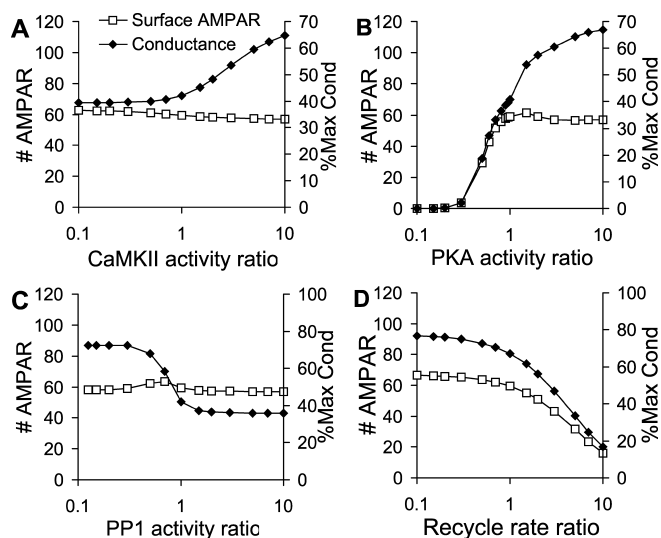 A
Surface AMPAR
Conductance
# AMPAR
120
100
80
60
40
20
0
%Max Cond
70
60
50
40
30
20
10
0
0.1 1 10
CaMKII activity ratio
B
# AMPAR
120
100
80
60
40
20
0
%Max Cond
70
60
50
40
30
20
10
0
0.1 1 10
PKA activity ratio
C
# AMPAR
120
100
80
60
40
20
0
%Max Cond
100
80
60
40
20
0
0.1 1 10
PP1 activity ratio
D
# AMPAR
120
100
80
60
40
20
0
%Max Cond
100
80
60
40
20
0
0.1 1 10
Recycle rate ratio